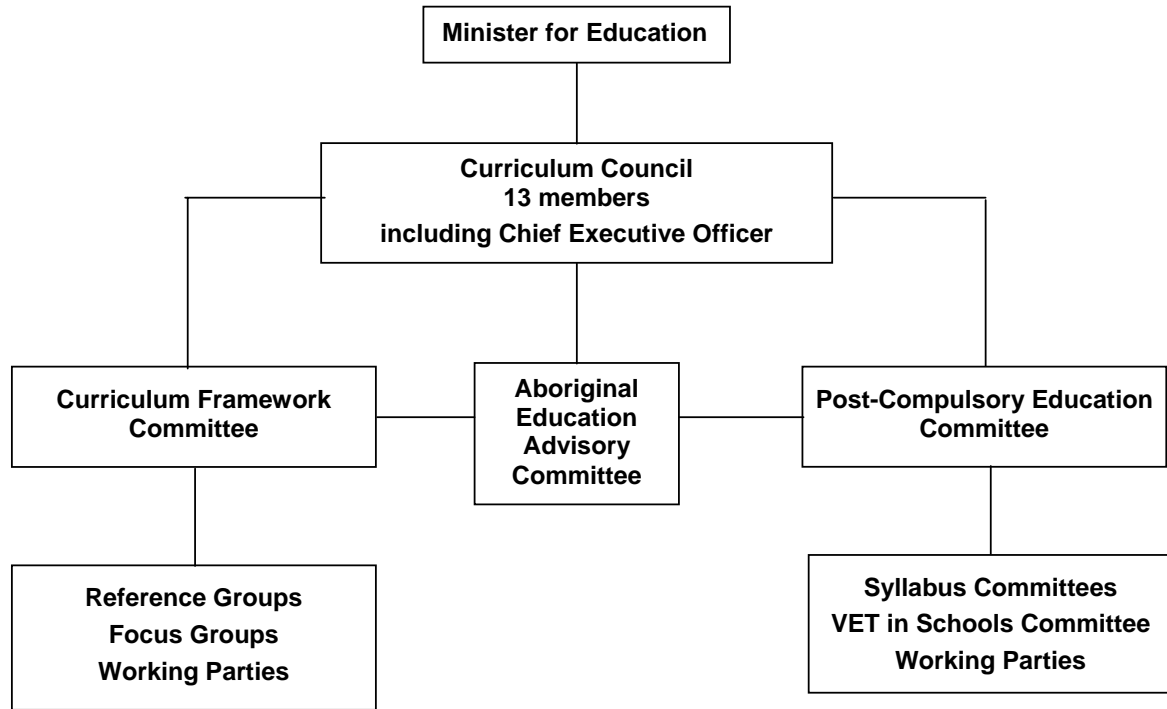 Minister for Education
Curriculum Council
13 members
including Chief Executive Officer
Curriculum Framework
Committee
Aboriginal
Education
Advisory
Committee
Post-Compulsory Education
Committee
Reference Groups
Focus Groups
Working Parties
Syllabus Committees
VET in Schools Committee
Working Parties